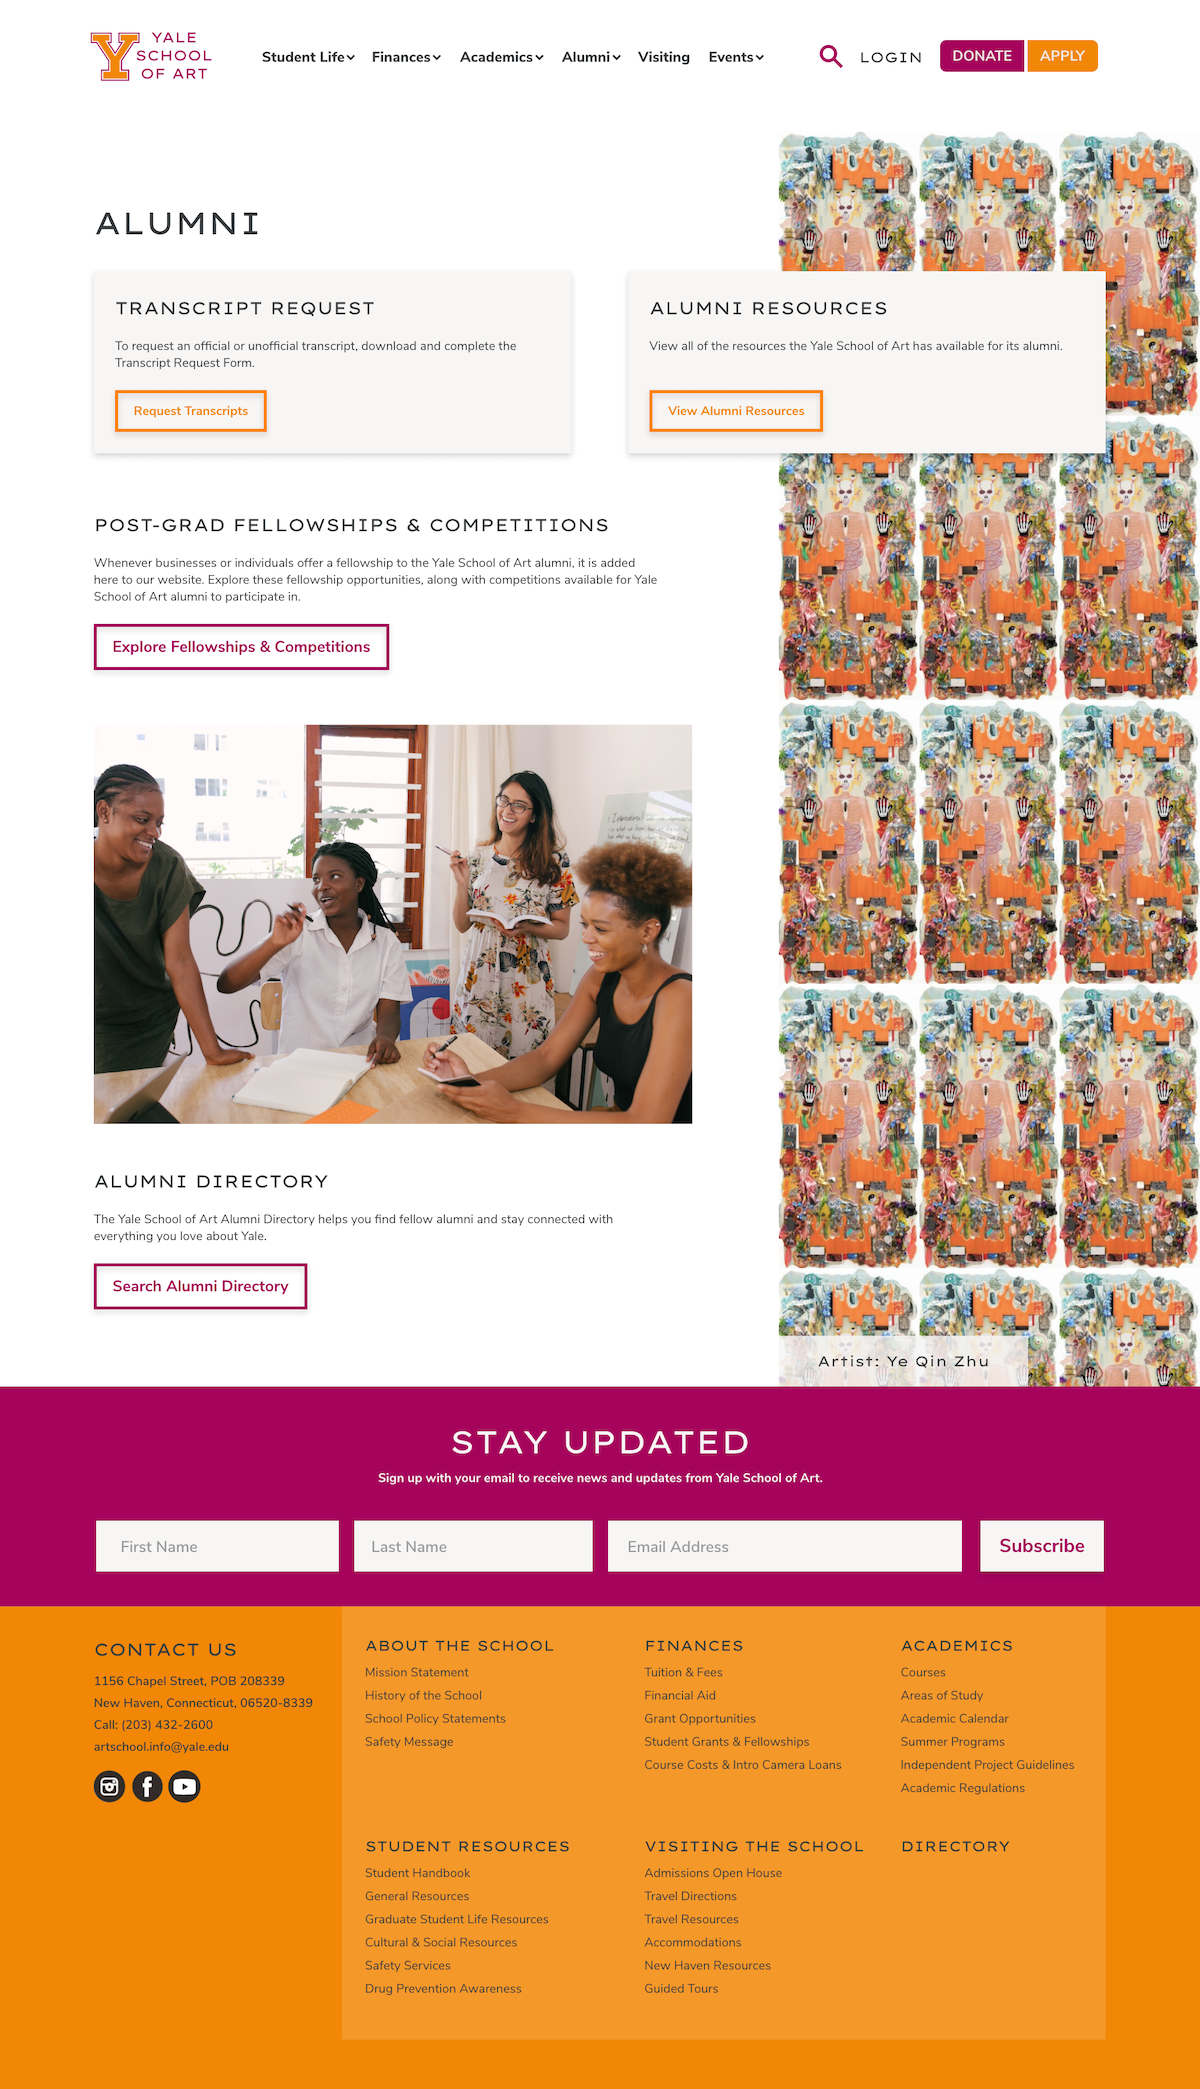 YALE
SCHOOL
OF ART
Student Life
Finances
Academics
Alumni
Visiting
Events
LOGIN
DONATE
APPLY
ALUMNI
TRANSCRIPT REQUEST
To request an official or unofficial transcript, download and complete the
Transcript Request Form.
Request Transcripts
ALUMNI RESOURCES
View all of the resources the Yale School of Art has available for its alumni.
View Alumni Resources
POST-GRAD FELLOWSHIPS & COMPETITIONS
Whenever businesses or individuals offer a fellowship to the Yale School of Art alumni, it is added
here to our website. Explore these fellowship opportunities, along with competitions available for Yale
School of Art alumni to participate in.
Explore Fellowships & Competitions
ALUMNI DIRECTORY
The Yale School of Art Alumni Directory helps you find fellow alumni and stay connected with
everything you love about Yale.
Search Alumni Directory
Artist: Ye Qin Zhu
STAY UPDATED
Sign up with your email to receive news and updates from Yale School of Art.
First Name
Last Name
Email Address
Subscribe
CONTACT US
1156 Chapel Street, POB 208339
New Haven, Connecticut, 06520-8339
Call: (203) 432-2600
artschool.info@yale.edu
ABOUT THE SCHOOL
Mission Statement
History of the School
School Policy Statements
Safety Message
FINANCES
Tuition & Fees
Financial Aid
Grant Opportunities
Student Grants & Fellowships
Course Costs & Intro Camera Loans
ACADEMICS
Courses
Areas of Study
Academic Calendar
Summer Programs
Independent Project Guidelines
Academic Regulations
STUDENT RESOURCES
Student Handbook
General Resources
Graduate Student Life Resources
Cultural & Social Resources
Safety Services
Drug Prevention Awareness
VISITING THE SCHOOL
Admissions Open House
Travel Directions
Travel Resources
Accommodations
New Haven Resources
Guided Tours
DIRECTORY